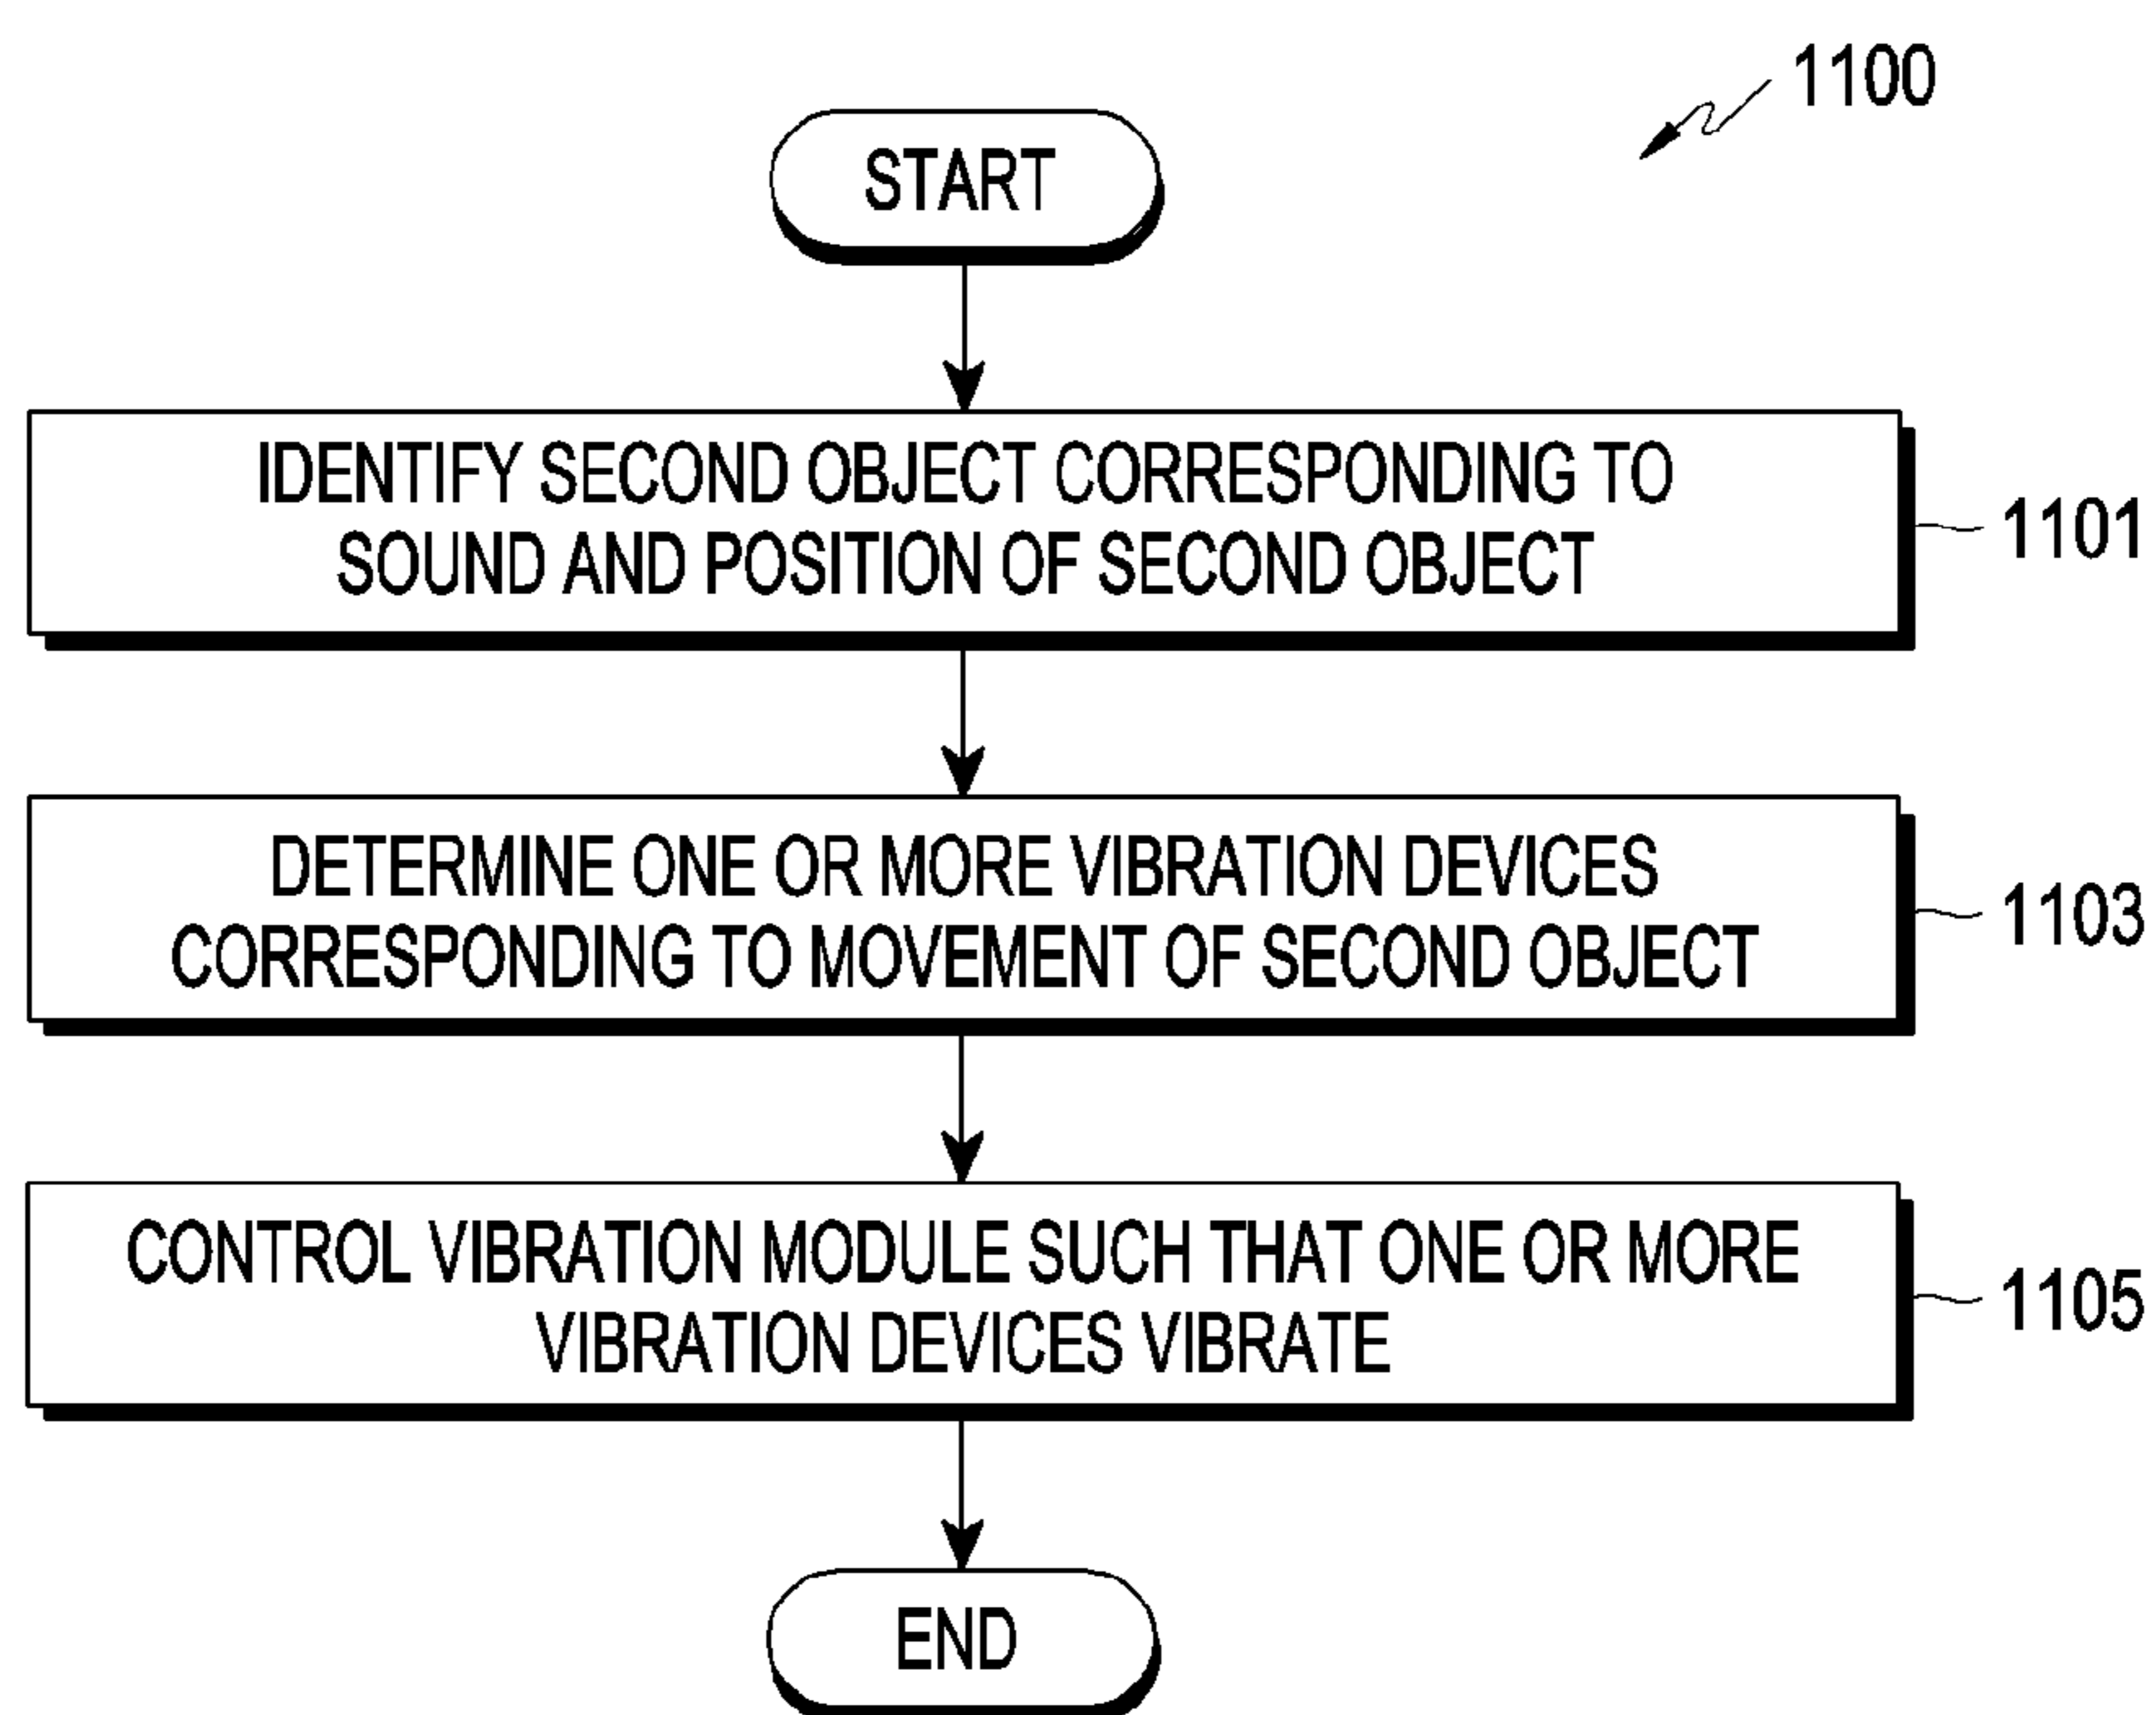 1100
START
IDENTIFY SECOND OBJECT CORRESPONDING TO
SOUND AND POSITION OF SECOND OBJECT
1101
DETERMINE ONE OR MORE VIBRATION DEVICES
CORRESPONDING TO MOVEMENT OF SECOND OBJECT
1103
CONTROL VIBRATION MODULE SUCH THAT ONE OR MORE
VIBRATION DEVICES VIBRATE
1105
END